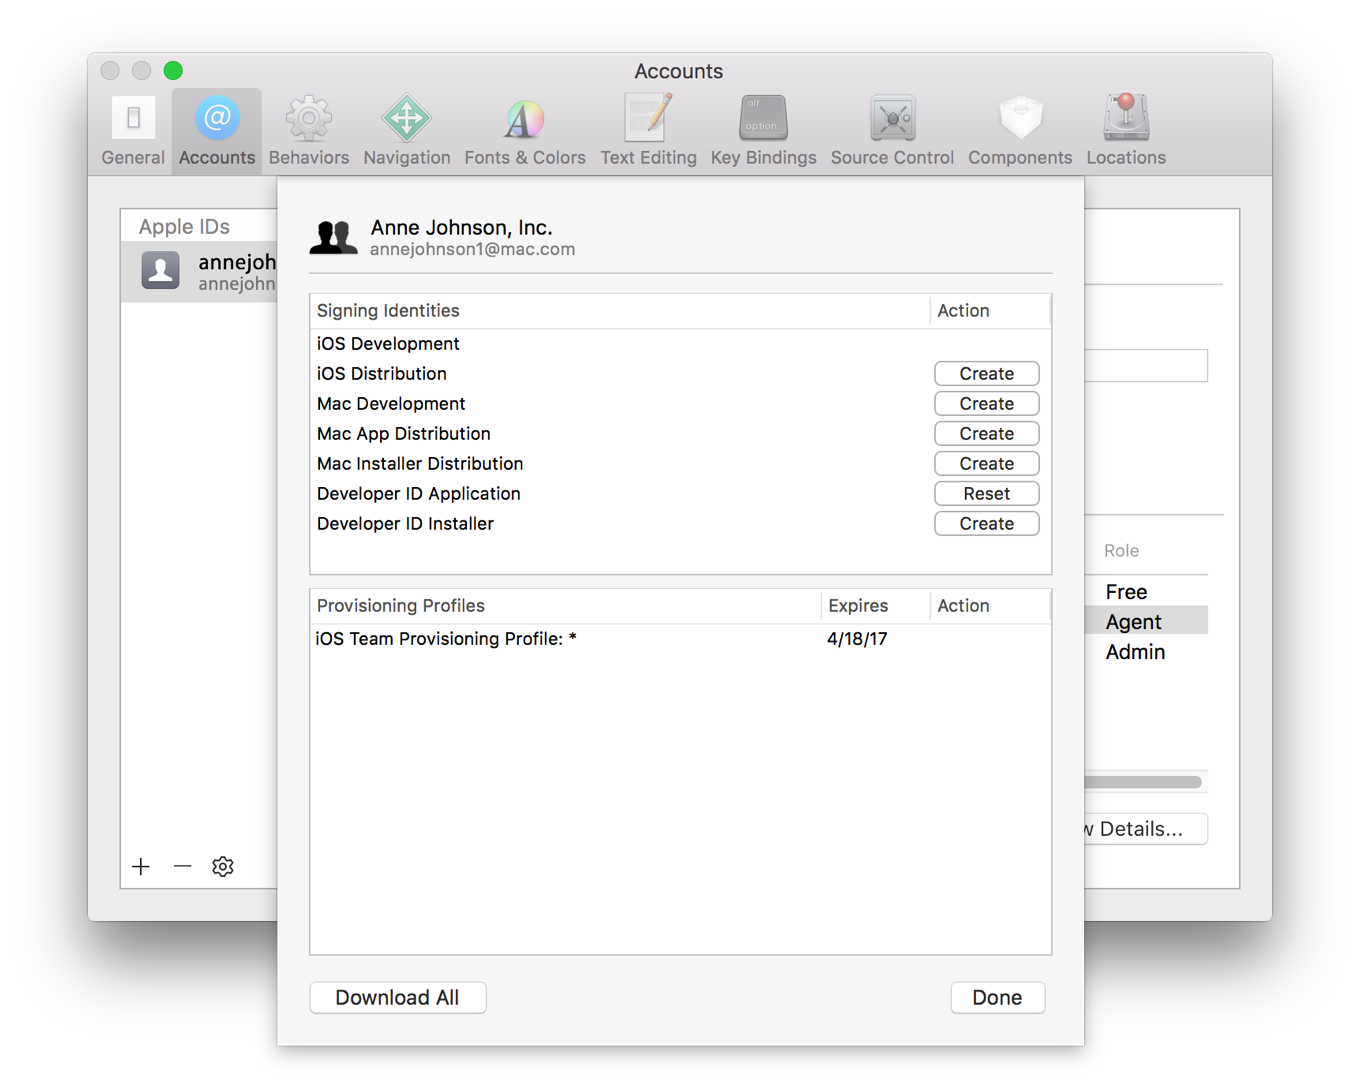 Accounts
alt
option
General Accounts Behaviors Navigation Fonts & Colors Text Editing Key Bindings Source Control Components Locations
Apple IDs
annejoh
annejohn
Anne Johnson, Inc.
annejohnson1@mac.com
Signing Identities Action
iOS Development
iOS Distribution Create
Mac Development Create
Mac App Distribution Create
Mac Installer Distribution Create
Developer ID Application Reset
Developer ID Installer Create
Provisioning Profiles Expires Action
iOS Team Provisioning Profile: * 4/18/17
Role
Free
Agent
Admin
w Details...
Download All Done